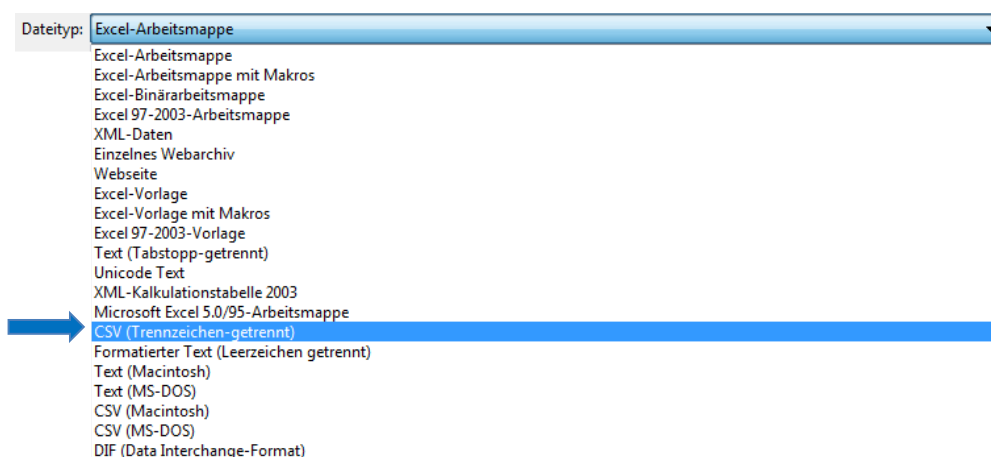 Dateityp: Excel-Arbeitsmappe
Excel-Arbeitsmappe
Excel-Arbeitsmappe mit Makros
Excel-Binärarbeitsmappe
Excel 97-2003-Arbeitsmappe
XML-Daten
Einzelnes Webarchiv
Webseite
Excel-Vorlage
Excel-Vorlage mit Makros
Excel 97-2003-Vorlage
Text (Tabstopp-getrennt)
Unicode Text
XML-Kalkulationstabelle 2003
Microsoft Excel 5.0/95-Arbeitsmappe
CSV (Trennzeichen-getrennt)
Formatierter Text (Leerzeichen getrennt)
Text (Macintosh)
Text (MS-DOS)
CSV (Macintosh)
CSV (MS-DOS)
DIF (Data Interchange-Format)